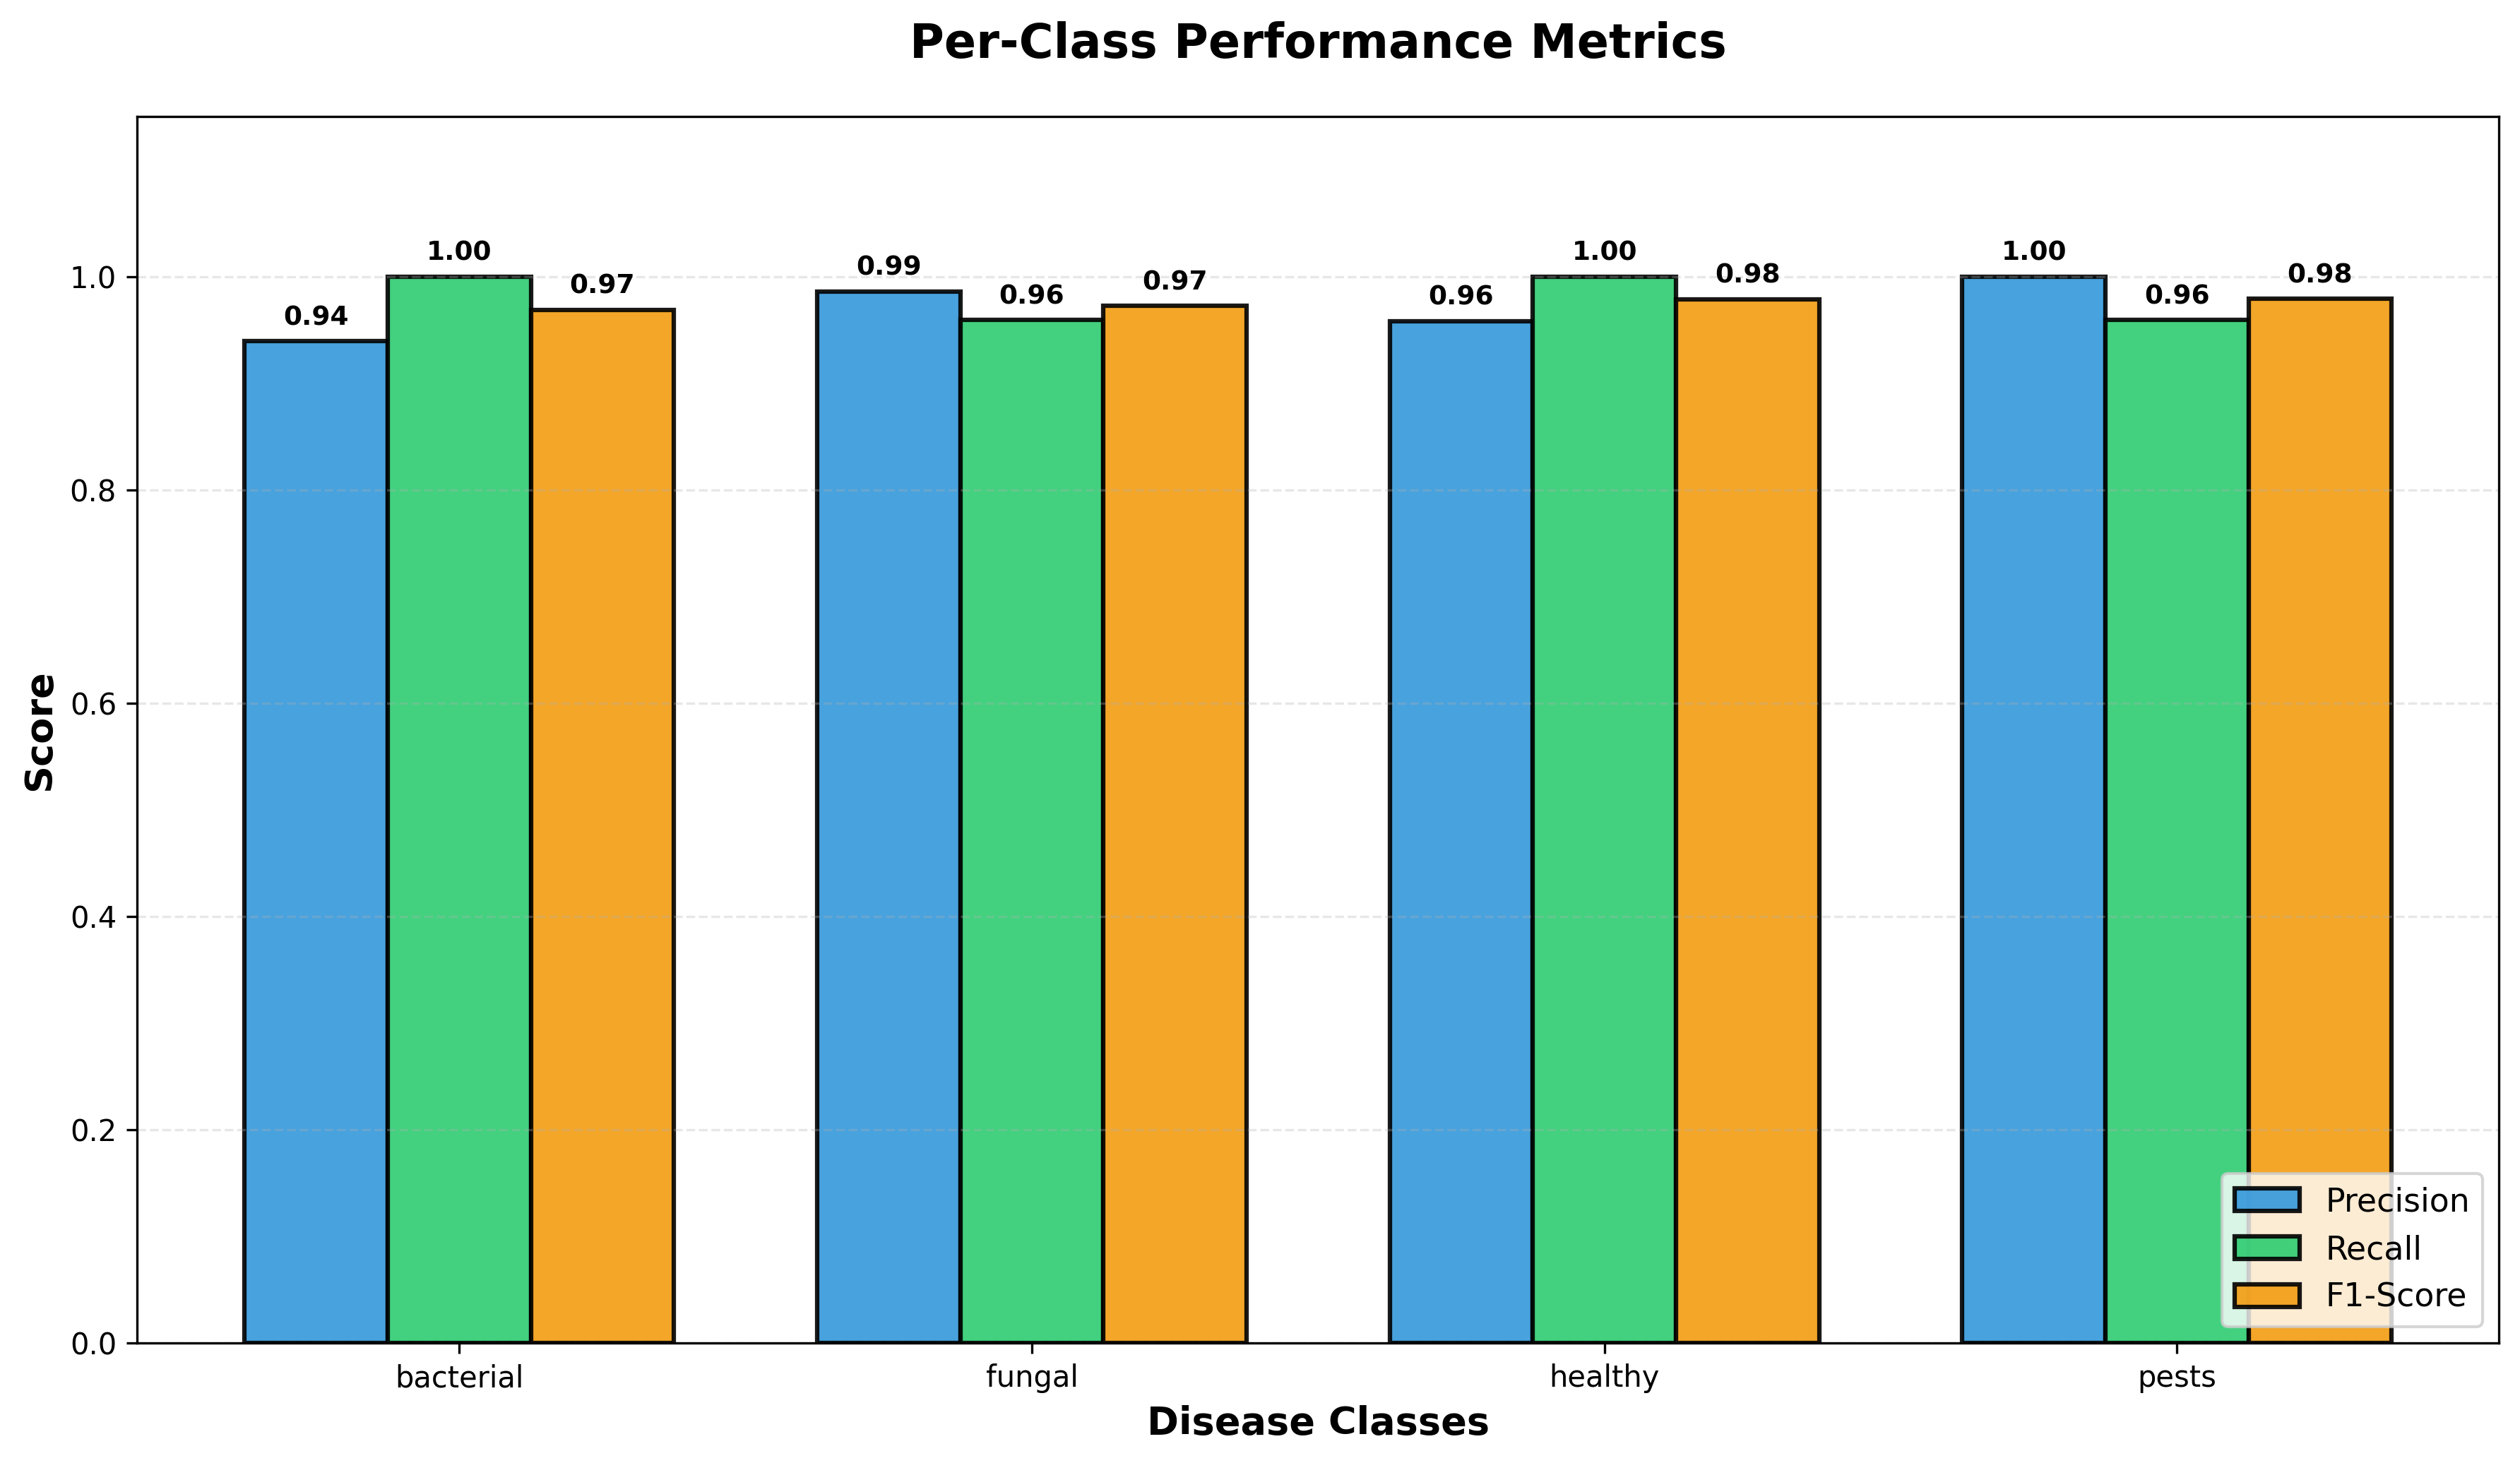 Per-Class Performance Metrics
1.00
0.94
0.97
0.99
0.96
0.97
0.96
1.00
0.98
1.00
0.96
0.98
1.0
0.8
0.6
0.4
0.2
0.0
Score
Precision
Recall
F1-Score
bacterial
fungal
healthy
pests
Disease Classes